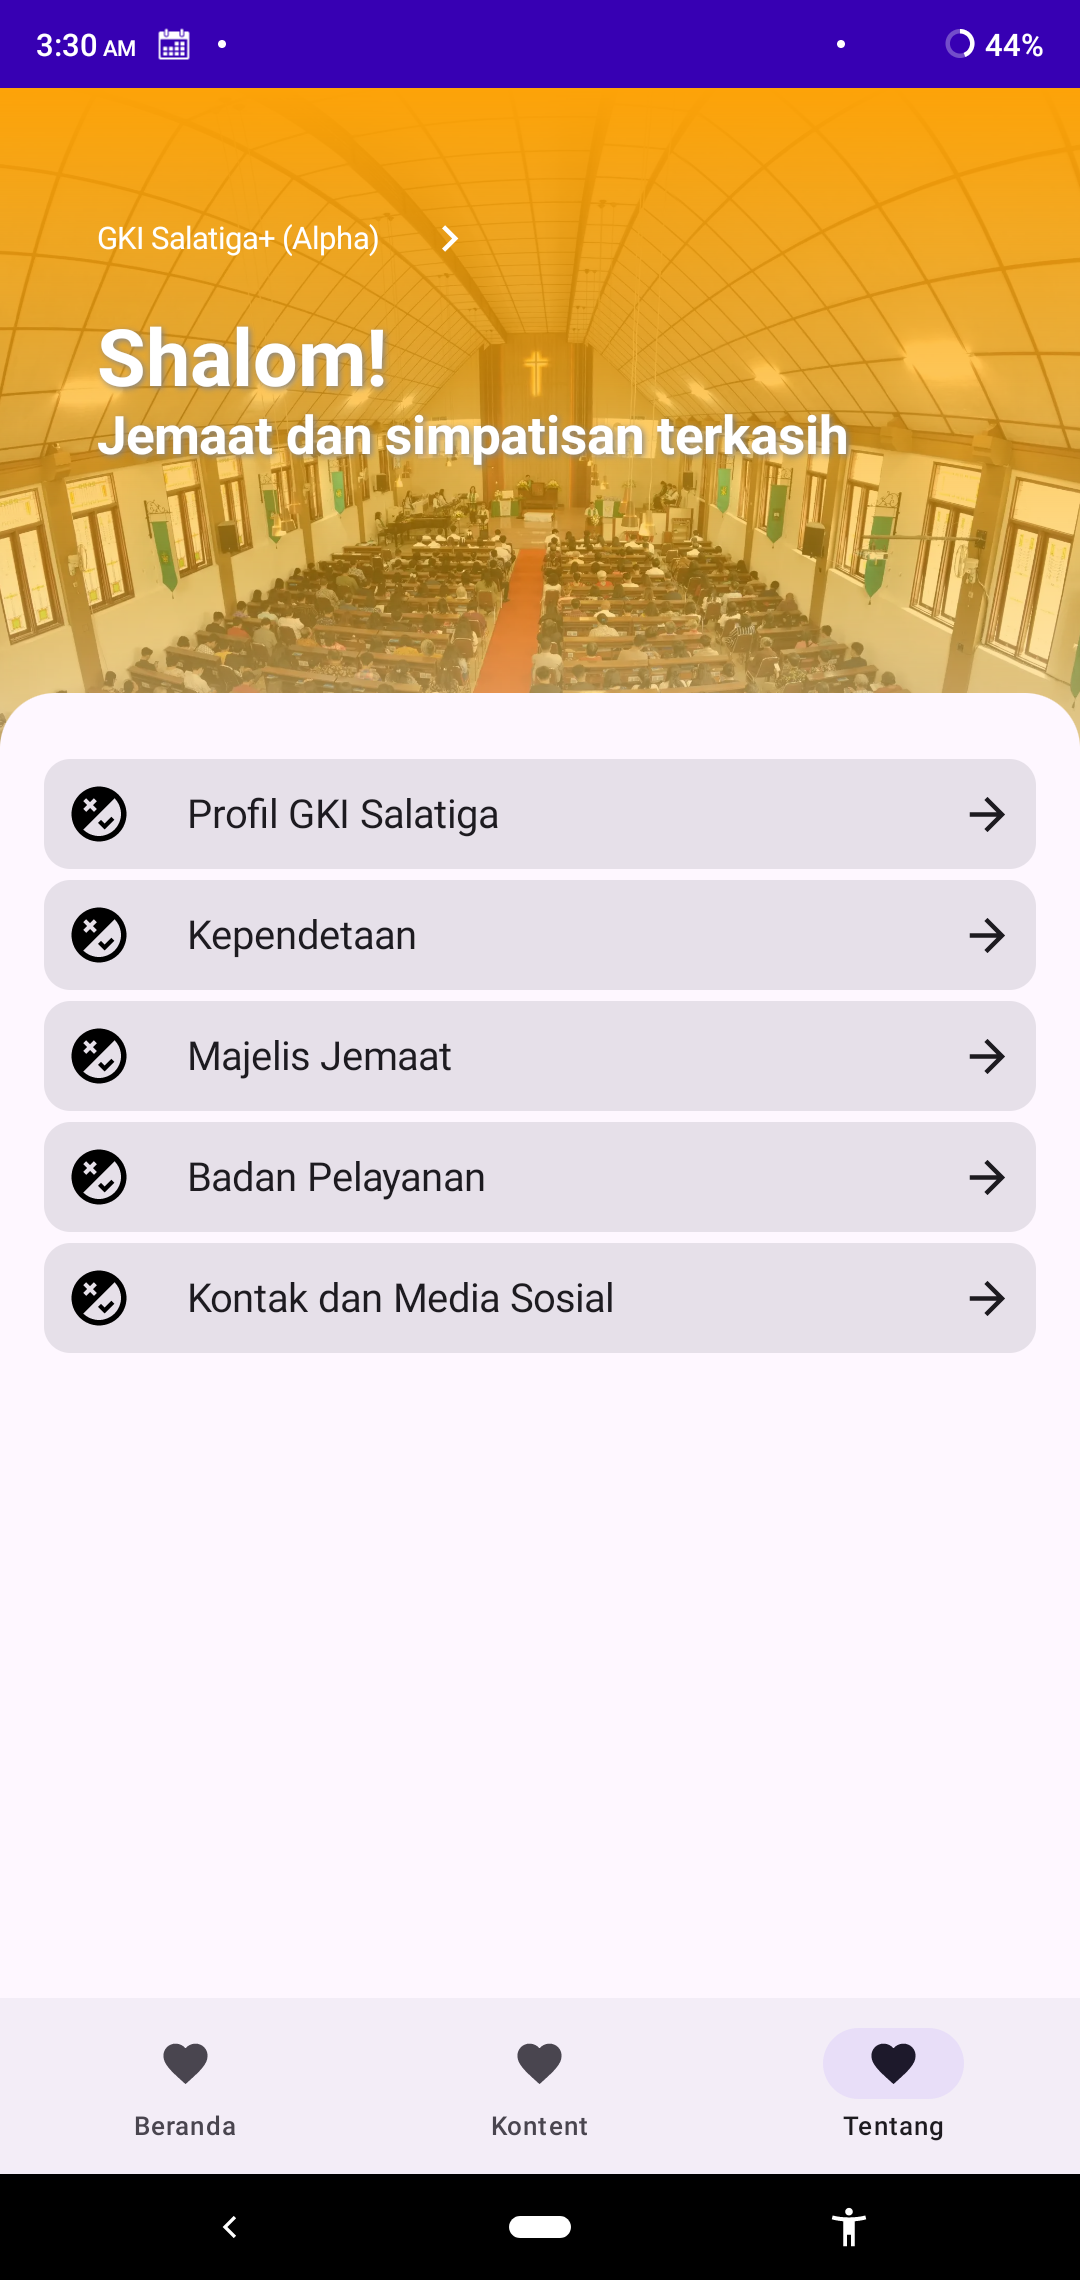 3:30 AM
44%
GKI Salatiga+ (Alpha)
Shalom!
Jemaat dan simpatisan terkasih
Profil GKI Salatiga
Kependetaan
Majelis Jemaat
Badan Pelayanan
Kontak dan Media Sosial
Beranda
Kontent
Tentang